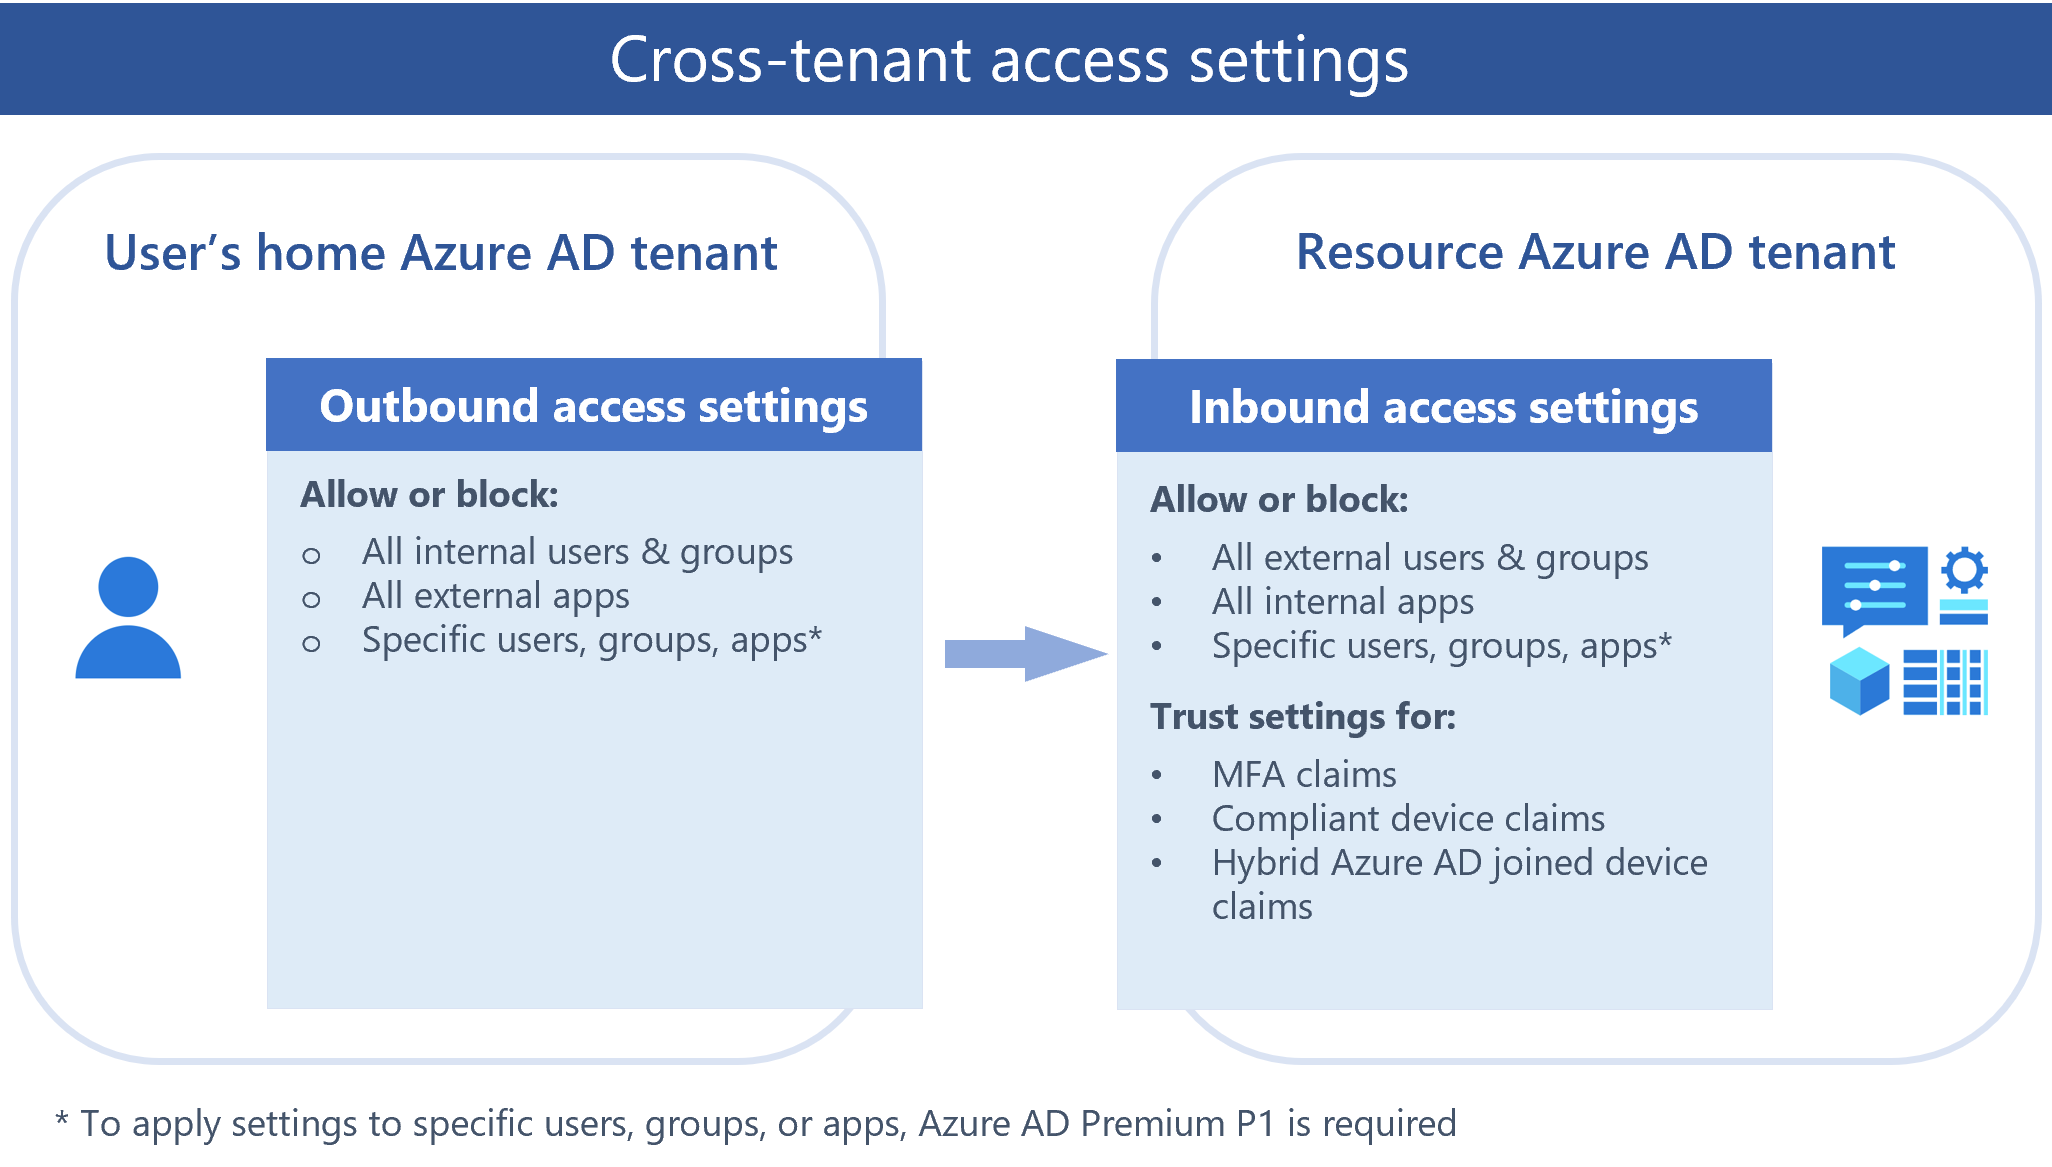 Cross-tenant access settings
User’s home Azure AD tenant
Outbound access settings
Allow or block:
o All internal users & groups
o All external apps
o Specific users, groups, apps*
Resource Azure AD tenant
Inbound access settings
Allow or block:
• All external users & groups
• All internal apps
• Specific users, groups, apps*
Trust settings for:
• MFA claims
• Compliant device claims
• Hybrid Azure AD joined device
claims
* To apply settings to specific users, groups, or apps, Azure AD Premium P1 is required